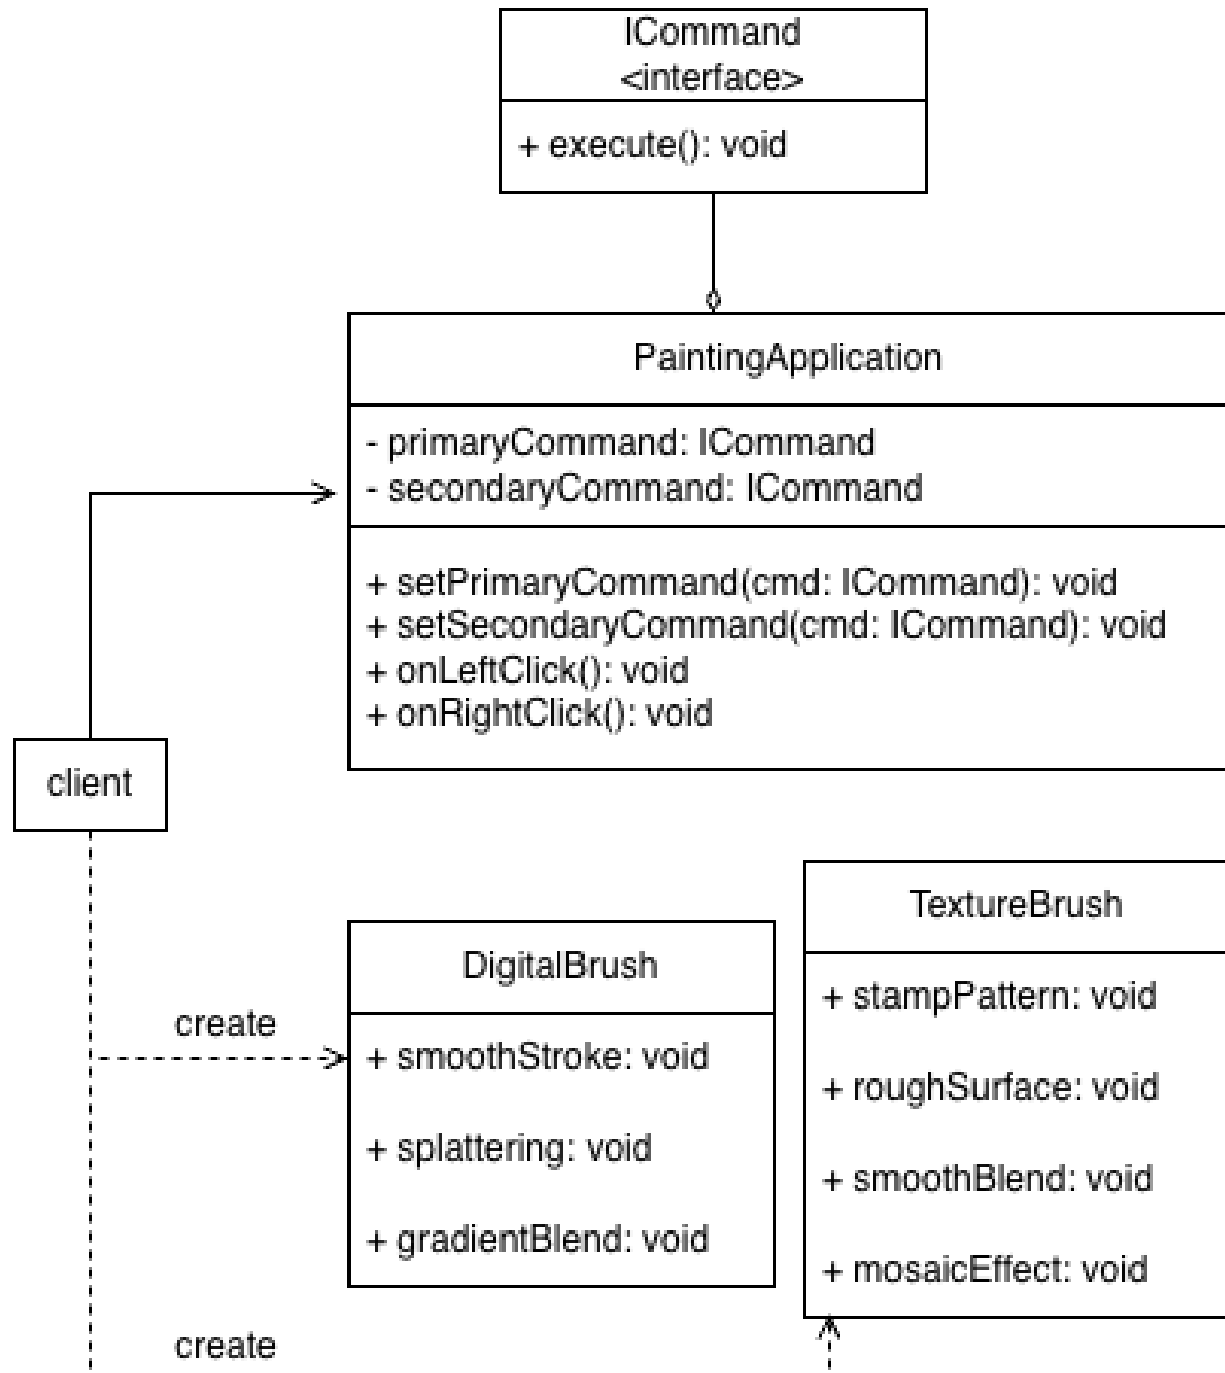 ICommand
<interface>
+ execute(): void
PaintingApplication
- primaryCommand: ICommand
- secondaryCommand: ICommand
+ setPrimaryCommand(cmd: ICommand): void
+ setSecondaryCommand(cmd: ICommand): void
+ onLeftClick(): void
+ onRightClick(): void
client
create
DigitalBrush
+ smoothStroke: void
+ splattering: void
+ gradientBlend: void
TextureBrush
+ stampPattern: void
+ roughSurface: void
+ smoothBlend: void
+ mosaicEffect: void
create